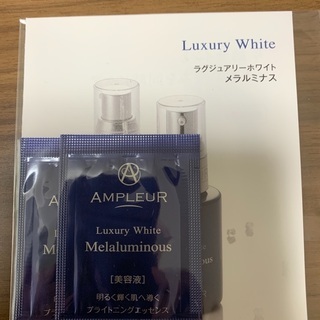 Luxury White
ラグジュアリーホワイト
メラルミナス
AMPLEUR
Luxury White
Melaluminous
[美容液]
明るく輝く肌へ導く
ブライトニングエッセンス